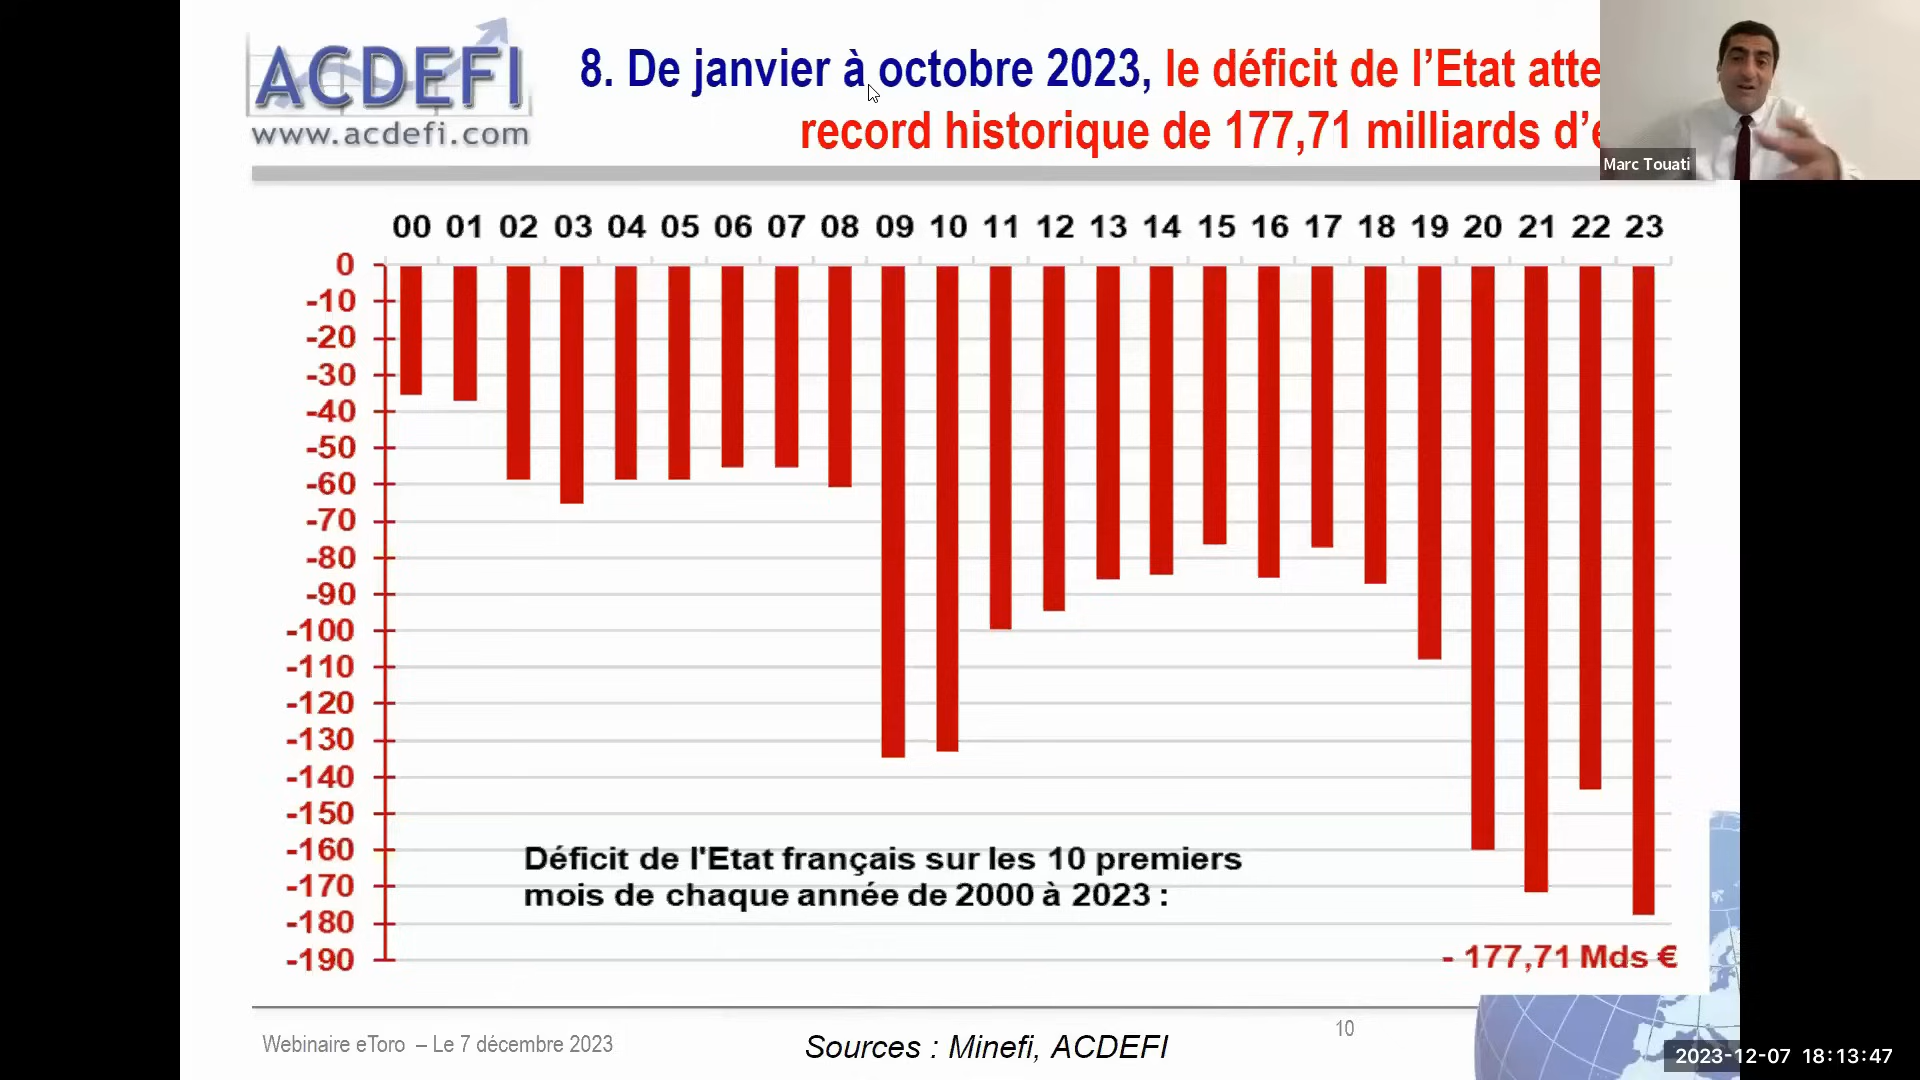 ACDEFI
www.acdefi.com
8. De janvier à octobre 2023, le déficit de l’Etat atte
record historique de 177,71 milliards d’e
Marc Touati
00 01 02 03 04 05 06 07 08 09 10 11 12 13 14 15 16 17 18 19 20 21 22 23
0
-10
-20
-30
-40
-50
-60
-70
-80
-90
-100
-110
-120
-130
-140
-150
-160
-170
-180
-190
Déficit de l'Etat français sur les 10 premiers
mois de chaque année de 2000 à 2023 :
- 177,71 Mds €
Webinaire eToro – Le 7 décembre 2023
Sources : Minefi, ACDEFI
10
2023-12-07 18:13:47